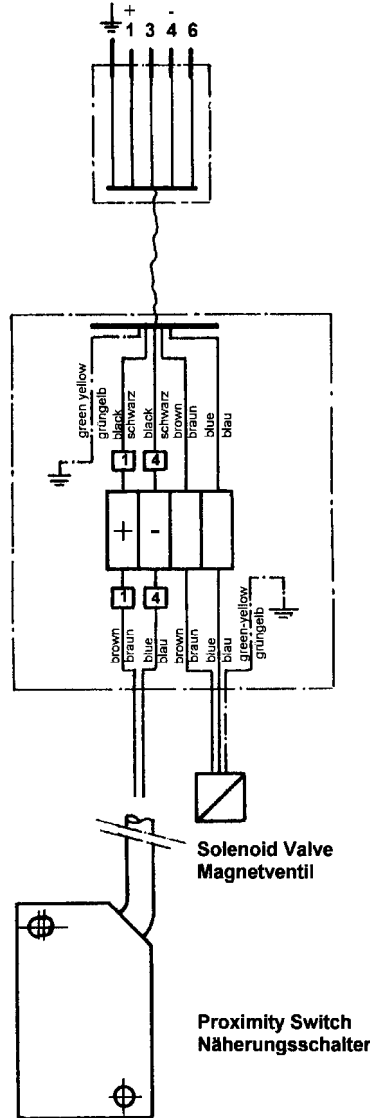 + -
1 3 4 6
green yellow
grüngelb
black
schwarz
black
schwarz
brown
braun
blue
blau
1 4
+ -
1 4
brown
braun
blue
blau
brown
braun
blue
blau
green-yellow
grüngelb
Solenoid Valve
Magnetventil
Proximity Switch
Näherungsschalter